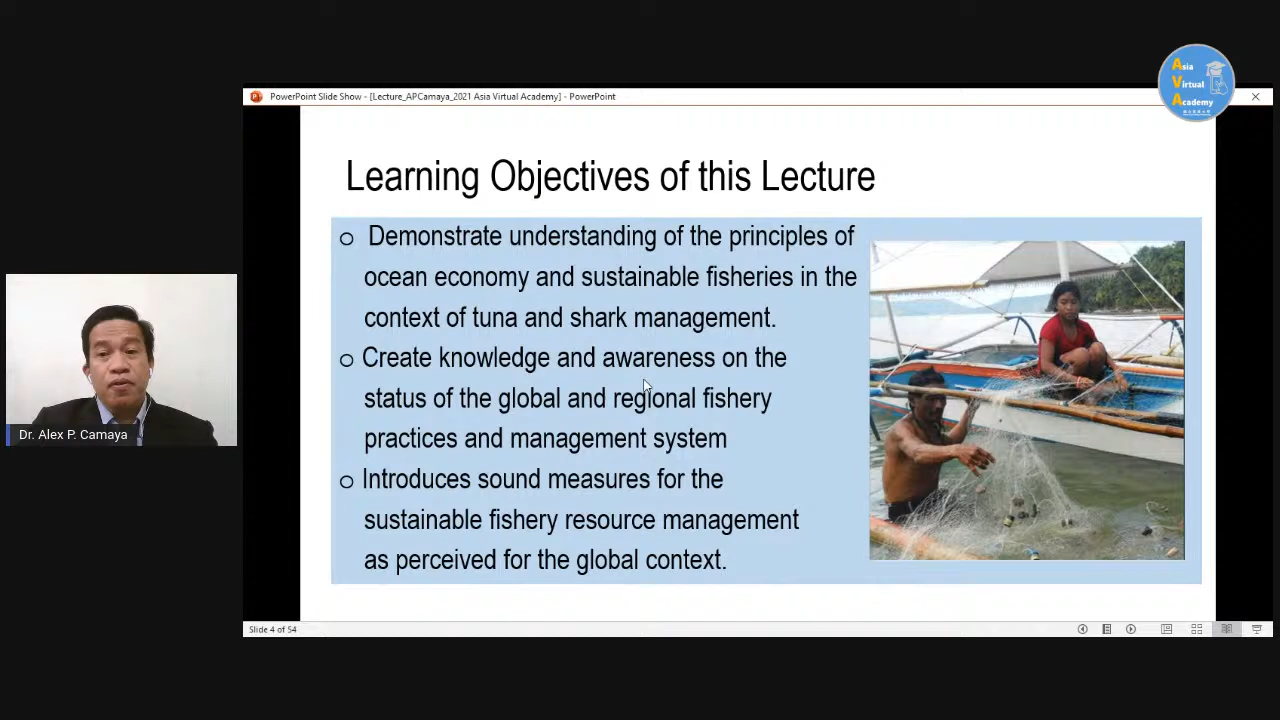 Asia
Virtual
Academy
PowerPoint Slide Show - [Lecture_APCamaya_2021 Asia Virtual Academy] - PowerPoint
Learning Objectives of this Lecture
o Demonstrate understanding of the principles of
ocean economy and sustainable fisheries in the
context of tuna and shark management.
o Create knowledge and awareness on the
status of the global and regional fishery
practices and management system
o Introduces sound measures for the
sustainable fishery resource management
as perceived for the global context.
Dr. Alex P. Camaya
Slide 4 of 54